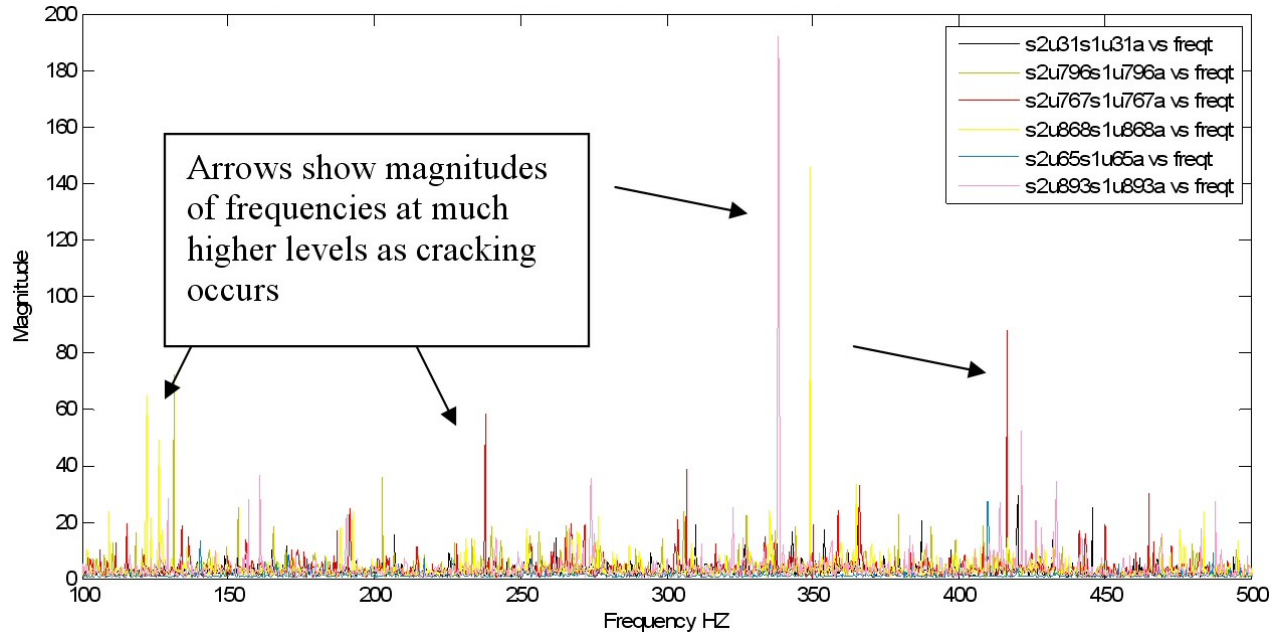 200
180
160
140
120
100
80
60
40
20
0
Magnitude
100
150
200
250
300
350
400
450
500
Frequency HZ
Arrows show magnitudes
of frequencies at much
higher levels as cracking
occurs
s2u31s1u31a vs freqt
s2u796s1u796a vs freqt
s2u767s1u767a vs freqt
s2u868s1u868a vs freqt
s2u65s1u65a vs freqt
s2u893s1u893a vs freqt